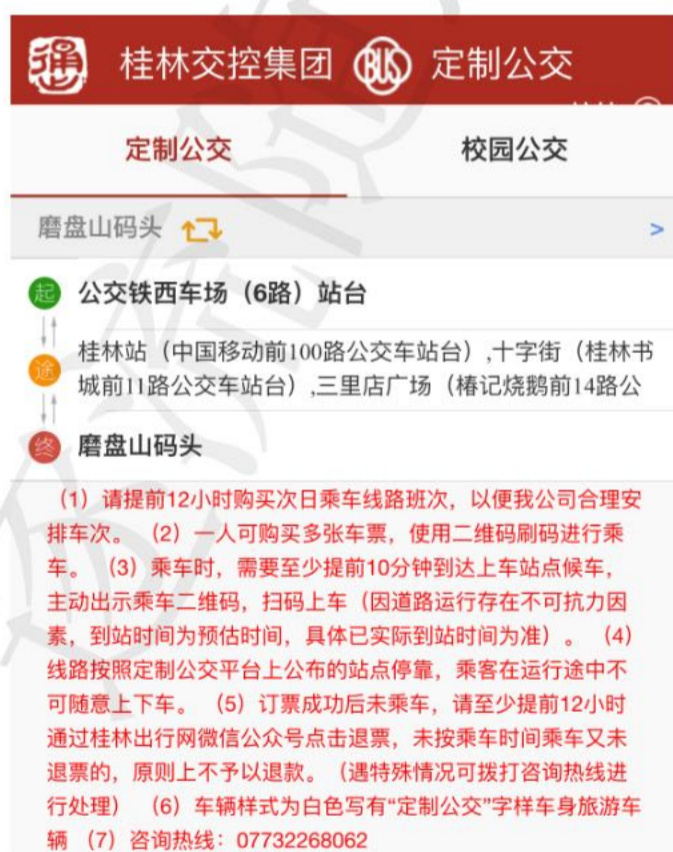 通 桂林交控集团 BUS 定制公交
定制公交 校园公交
磨盘山码头 >
起 公交铁西车场（6路）站台
途 桂林站（中国移动前100路公交车站台）,十字街（桂林书
城前11路公交车站台）,三里店广场（椿记烧鹅前14路公
终 磨盘山码头
（1）请提前12小时购买次日乘车线路班次，以便我公司合理安
排车次。 （2）一人可购买多张车票，使用二维码刷码进行乘
车。 （3）乘车时，需要至少提前10分钟到达上车站点候车，
主动出示乘车二维码，扫码上车（因道路运行存在不可抗力因
素，到站时间为预估时间，具体已实际到站时间为准）。 （4）
线路按照定制公交平台上公布的站点停靠，乘客在运行途中不
可随意上下车。 （5）订票成功后未乘车，请至少提前12小时
通过桂林出行网微信公众号点击退票，未按乘车时间乘车又未
退票的，原则上不予以退款。（遇特殊情况可拨打咨询热线进
行处理） （6）车辆样式为白色写有“定制公交”字样车身旅游车
辆 （7）咨询热线：07732268062